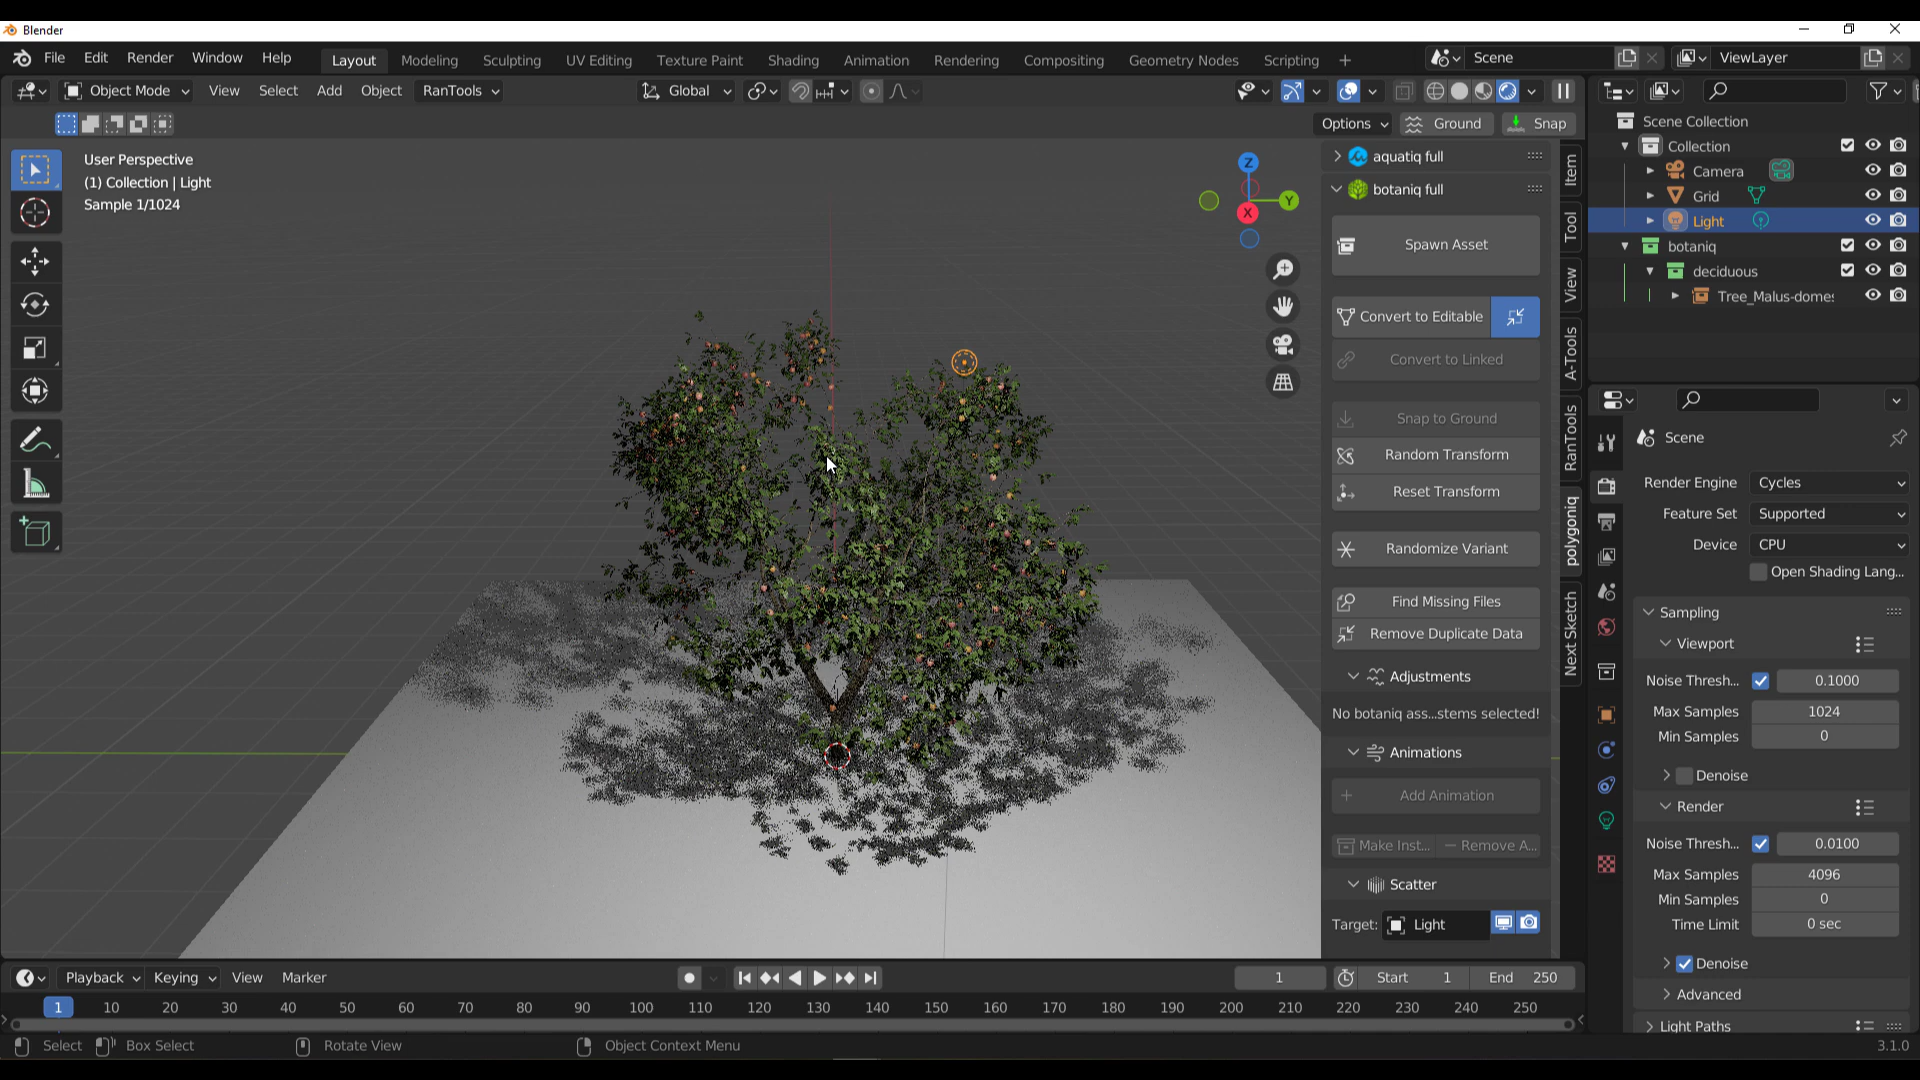 Blender
File Edit Render Window Help Layout Modeling Sculpting UV Editing Texture Paint Shading Animation Rendering Compositing Geometry Nodes Scripting + Scene ViewLayer
Object Mode View Select Add Object RanTools Global
Options Ground Snap
User Perspective
(1) Collection | Light
Sample 1/1024
Z
Y
X
aquatiq full
botaniq full
Spawn Asset
Convert to Editable
Convert to Linked
Snap to Ground
Random Transform
Reset Transform
Randomize Variant
Find Missing Files
Remove Duplicate Data
Adjustments
No botaniq ass...stems selected!
Animations
Add Animation
Make Inst... Remove A...
Scatter
Target: Light
Item
Tool
View
A-Tools
RanTools
polygoniq
Next Sketch
Scene Collection
Collection
Camera
Grid
Light
botaniq
deciduous
Tree_Malus-domes
Scene
Render Engine Cycles
Feature Set Supported
Device CPU
Open Shading Lang...
Sampling
Viewport
Noise Thresh... 0.1000
Max Samples 1024
Min Samples 0
Denoise
Render
Noise Thresh... 0.0100
Max Samples 4096
Min Samples 0
Time Limit 0 sec
Denoise
Advanced
Light Paths
Playback Keying View Marker 1 Start 1 End 250
1 10 20 30 40 50 60 70 80 90 100 110 120 130 140 150 160 170 180 190 200 210 220 230 240 250
Select Box Select Rotate View Object Context Menu 3.1.0